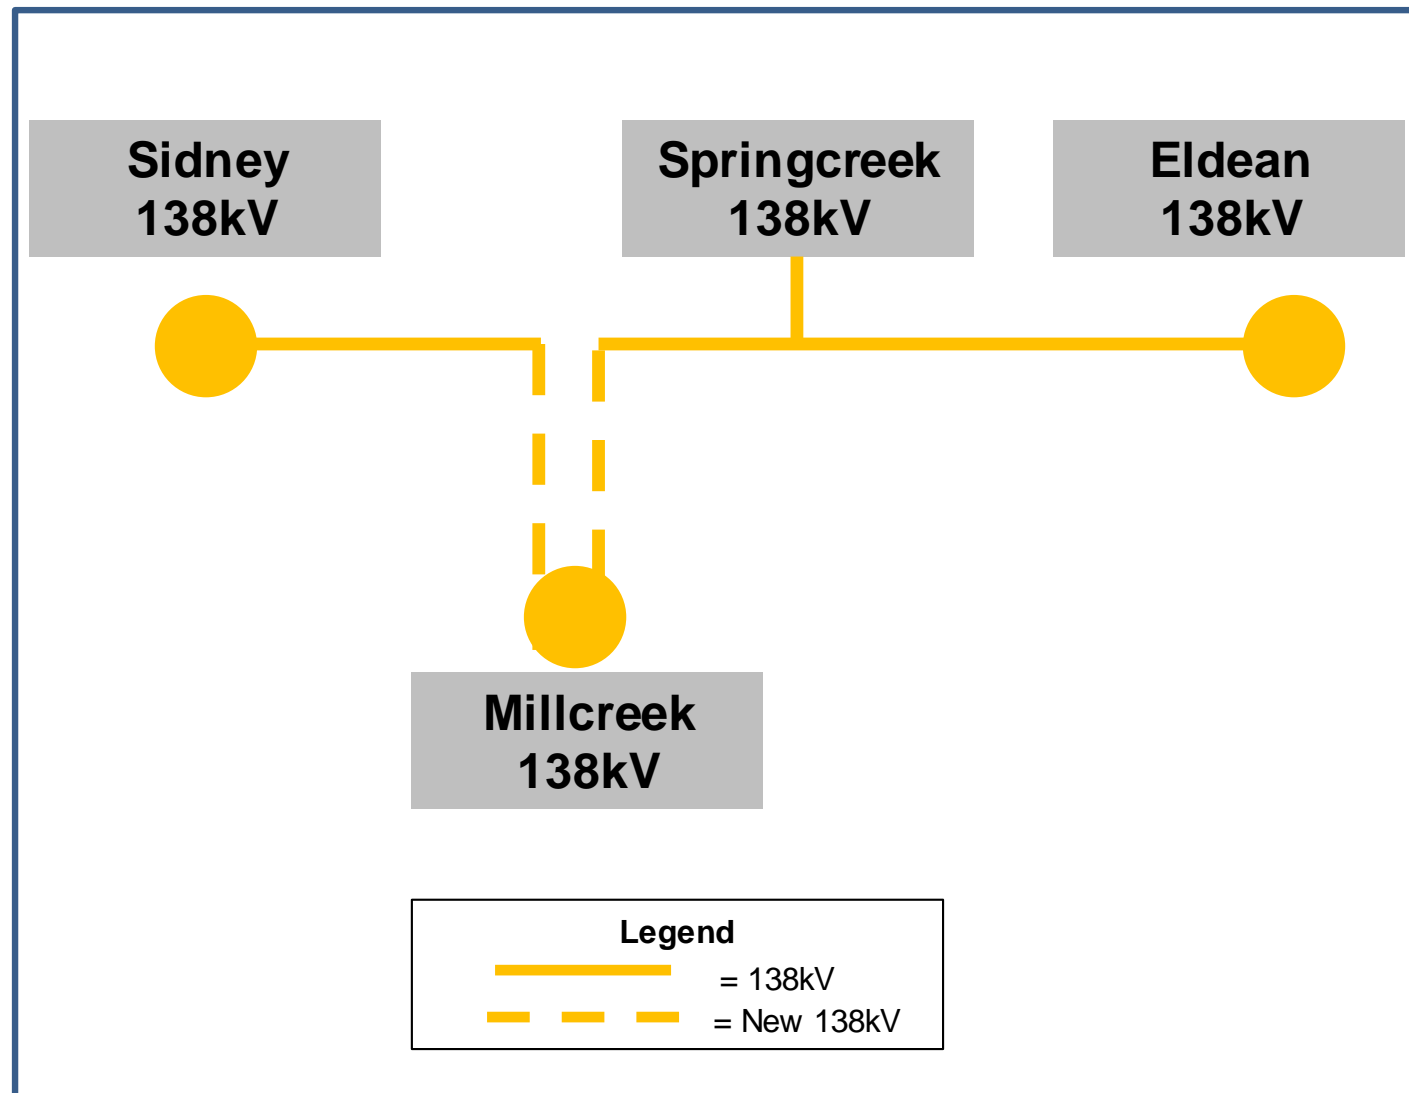 Sidney
138kV
Springcreek
138kV
Eldean
138kV
Millcreek
138kV
Legend
= 138kV
= New 138kV